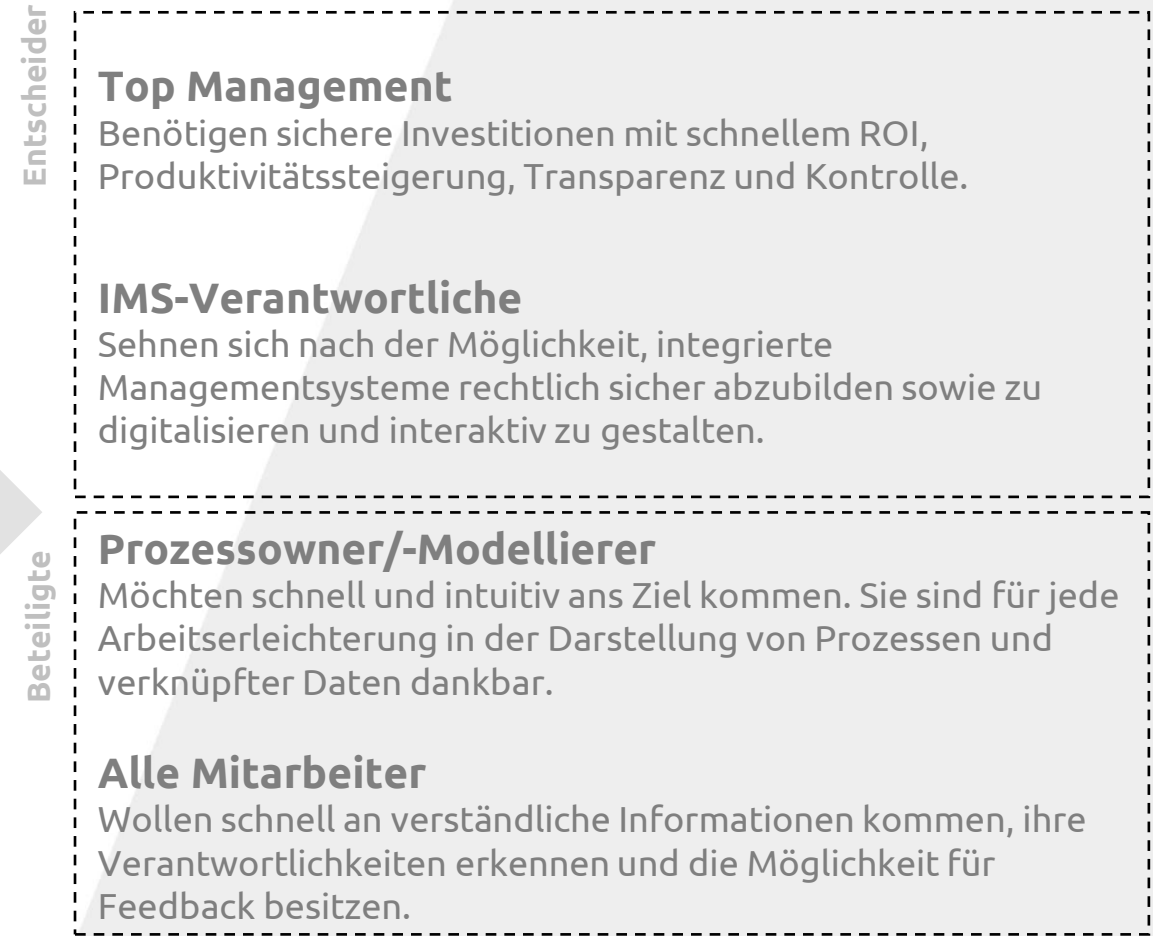 Entscheider
Top Management
Benötigen sichere Investitionen mit schnellem ROI,
Produktivitätssteigerung, Transparenz und Kontrolle.
IMS-Verantwortliche
Sehnen sich nach der Möglichkeit, integrierte
Managementsysteme rechtlich sicher abzubilden sowie zu
digitalisieren und interaktiv zu gestalten.
Beteiligte
Prozessowner/-Modellierer
Möchten schnell und intuitiv ans Ziel kommen. Sie sind für jede
Arbeitserleichterung in der Darstellung von Prozessen und
verknüpfter Daten dankbar.
Alle Mitarbeiter
Wollen schnell an verständliche Informationen kommen, ihre
Verantwortlichkeiten erkennen und die Möglichkeit für
Feedback besitzen.